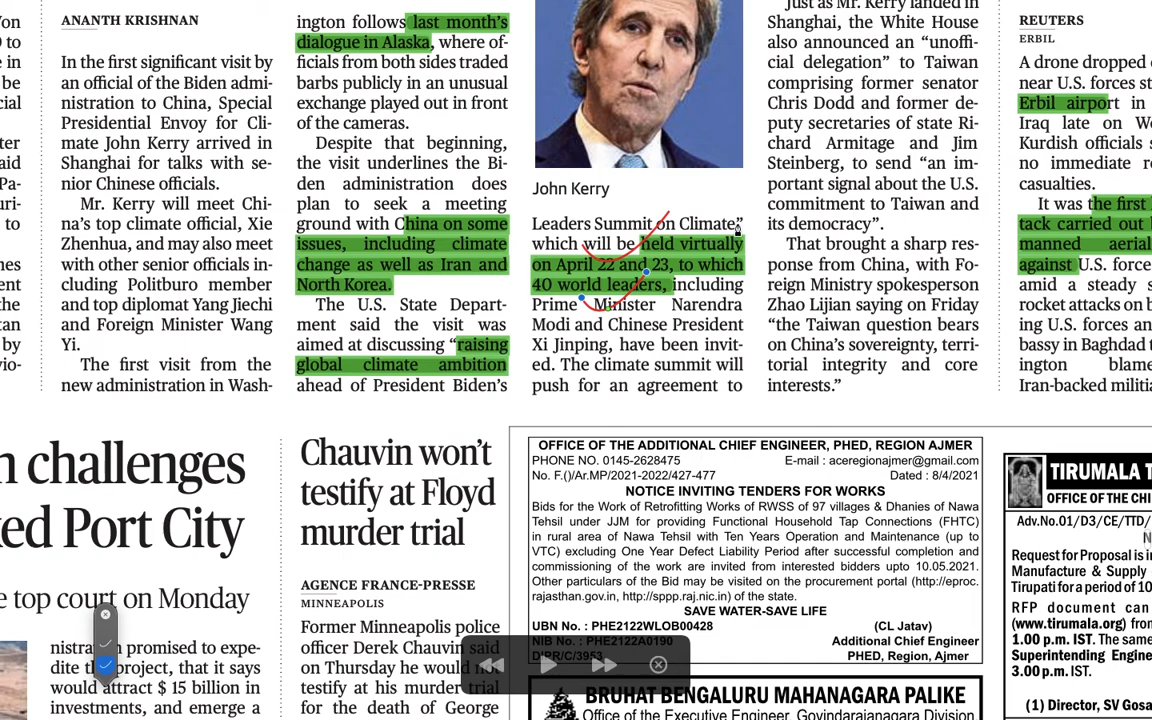 ANANTH KRISHNAN
In the first significant visit by
an official of the Biden admi-
nistration to China, Special
Presidential Envoy for Cli-
mate John Kerry arrived in
Shanghai for talks with se-
nior Chinese officials.
Mr. Kerry will meet Chi-
na's top climate official, Xie
Zhenhua, and may also meet
with other senior officials in-
cluding Politburo member
and top diplomat Yang Jiechi
and Foreign Minister Wang
Yi.
The first visit from the
new administration in Wash-
ington follows last month's
dialogue in Alaska, where of-
ficials from both sides traded
barbs publicly in an unusual
exchange played out in front
of the cameras.
Despite that beginning,
the visit underlines the Bi-
den administration does
plan to seek a meeting
ground with China on some
issues, including climate
change as well as Iran and
North Korea.
The U.S. State Depart-
ment said the visit was
aimed at discussing "raising
global climate ambition
ahead of President Biden's
John Kerry
Leaders Summit on Climate"
which will be held virtually
on April 22 and 23, to which
40 world leaders, including
Prime Minister Narendra
Modi and Chinese President
Xi Jinping, have been invit-
ed. The climate summit will
push for an agreement to
Just as Mr. Kerry landed in
Shanghai, the White House
also announced an "unoffi-
cial delegation" to Taiwan
comprising former senator
Chris Dodd and former de-
puty secretaries of state Ri-
chard Armitage and Jim
Steinberg, to send "an im-
portant signal about the U.S.
commitment to Taiwan and
its democracy".
That brought a sharp res-
ponse from China, with Fo-
reign Ministry spokesperson
Zhao Lijian saying on Friday
"the Taiwan question bears
on China's sovereignty, terri-
torial integrity and core
interests."
REUTERS
ERBIL
A drone dropped
near U.S. forces st
Erbil airport in
Iraq late on We
Kurdish officials s
no immediate r
casualties.
It was the first
tack carried out b
manned aerial
against U.S. force
amid a steady s
rocket attacks on b
ing U.S. forces an
bassy in Baghdad t
ington blame
Iran-backed militia
n challenges
ked Port City
e top court on Monday
nistration promised to expe-
dite the project, that it says
would attract $ 15 billion in
investments, and emerge a
Chauvin won't
testify at Floyd
murder trial
AGENCE FRANCE-PRESSE
MINNEAPOLIS
Former Minneapolis police
officer Derek Chauvin said
on Thursday he would not
testify at his murder trial
for the death of George
OFFICE OF THE ADDITIONAL CHIEF ENGINEER, PHED, REGION AJMER
PHONE NO. 0145-2628475 E-mail : aceregionajmer@gmail.com
No. F.()/Ar.MP/2021-2022/427-477 Dated : 8/4/2021
NOTICE INVITING TENDERS FOR WORKS
Bids for the Work of Retrofitting Works of RWSS of 97 villages & Dhanies of Nawa
Tehsil under JJM for providing Functional Household Tap Connections (FHTC)
in rural area of Nawa Tehsil with Ten Years Operation and Maintenance (up to
VTC) excluding One Year Defect Liability Period after successful completion and
commissioning of the work are invited from interested bidders upto 10.05.2021.
Other particulars of the Bid may be visited on the procurement portal (http://eproc.
rajasthan.gov.in, http://sppp.raj.nic.in) of the state.
SAVE WATER-SAVE LIFE
UBN No. : PHE2122WLOB00428 (CL Jatav)
NIB No. : PHE2122A0190 Additional Chief Engineer
DIPR/C/3953 PHED, Region, Ajmer
BRUHAT BENGALURU MAHANAGARA PALIKE
Office of the Executive Engineer, Govindarajanagara Division
TIRUMALA T
OFFICE OF THE CHI
Adv.No.01/D3/CE/TTD/
Request for Proposal is i
Manufacture & Supply
Tirupati for a period of 10
RFP document can
(www.tirumala.org) from
1.00 p.m. IST. The same
Superintending Engine
3.00 p.m. IST.
(1) Director, SV Gosa